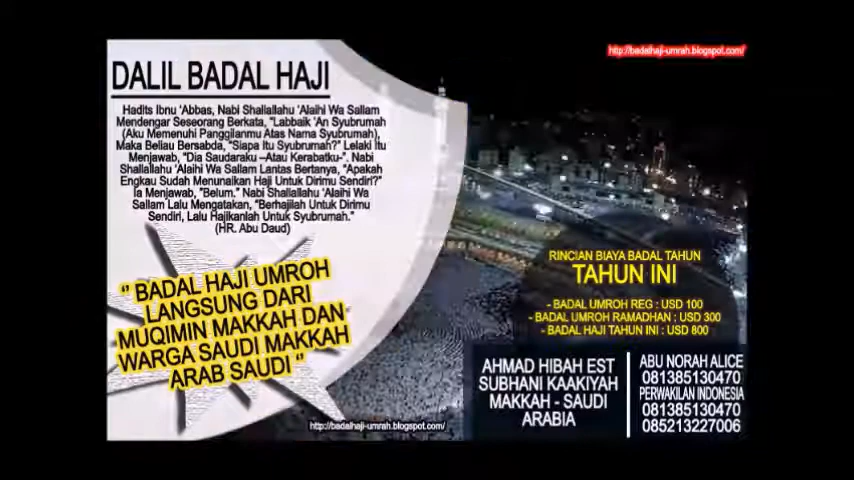 http://badalhaji-umrah.blogspot.com/
DALIL BADAL HAJI
Hadits Ibnu 'Abbas, Nabi Shallallahu 'Alaihi Wa Sallam
Mendengar Seseorang Berkata, "Labbaik 'An Syubrumah
(Aku Memenuhi Panggilanmu Atas Nama Syubrumah),
Maka Beliau Bersabda, "Siapa Itu Syubrumah?" Lelaki Itu
Menjawab, "Dia Saudaraku –Atau Kerabatku-". Nabi
Shallallahu 'Alaihi Wa Sallam Lantas Bertanya, "Apakah
Engkau Sudah Menunaikan Haji Untuk Dirimu Sendiri?"
Ia Menjawab, "Belum." Nabi Shallallahu 'Alaihi Wa
Sallam Lalu Mengatakan, "Berhajilah Untuk Dirimu
Sendiri, Lalu Hajikanlah Untuk Syubrumah."
(HR. Abu Daud)
" BADAL HAJI UMROH
LANGSUNG DARI
MUQIMIN MAKKAH DAN
WARGA SAUDI MAKKAH
ARAB SAUDI "
RINCIAN BIAYA BADAL TAHUN
TAHUN INI
- BADAL UMROH REG : USD 100
- BADAL UMROH RAMADHAN : USD 300
- BADAL HAJI TAHUN INI : USD 800
AHMAD HIBAH EST
SUBHANI KAAKIYAH
MAKKAH - SAUDI
ARABIA
ABU NORAH ALICE
081385130470
PERWAKILAN INDONESIA
081385130470
085213227006
http://badalhaji-umrah.blogspot.com/